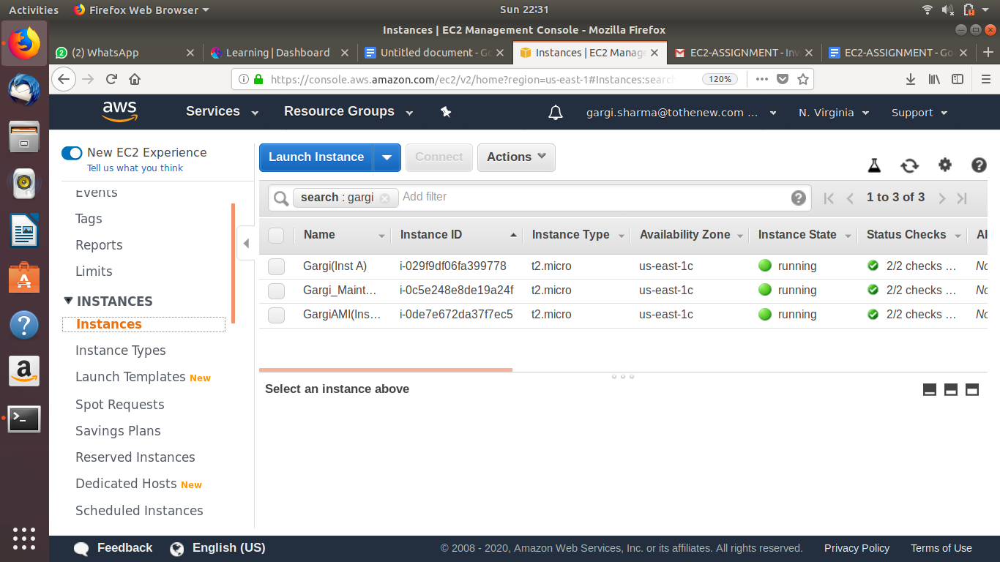 Activities Firefox Web Browser Sun 22:31
Instances | EC2 Management Console - Mozilla Firefox
(2) WhatsApp Learning | Dashboard Untitled document - Go Instances | EC2 Manage EC2-ASSIGNMENT - Inv EC2-ASSIGNMENT - Go
https://console.aws.amazon.com/ec2/v2/home?region=us-east-1#Instances:search 120%
aws Services Resource Groups gargi.sharma@tothenew.com ... N. Virginia Support
New EC2 Experience
Tell us what you think
Launch Instance Connect Actions
Events
Tags
Reports
Limits
INSTANCES
Instances
Instance Types
Launch Templates New
Spot Requests
Savings Plans
Reserved Instances
Dedicated Hosts New
Scheduled Instances
search : gargi Add filter 1 to 3 of 3
Name Instance ID Instance Type Availability Zone Instance State Status Checks Al
Gargi(Inst A) i-029f9df06fa399778 t2.micro us-east-1c running 2/2 checks ... No
Gargi_Maint... i-0c5e248e8de19a24f t2.micro us-east-1c running 2/2 checks ... No
GargiAMI(Ins... i-0de7e672da37f7ec5 t2.micro us-east-1c running 2/2 checks ... No
Select an instance above
Feedback English (US) © 2008 - 2020, Amazon Web Services, Inc. or its affiliates. All rights reserved. Privacy Policy Terms of Use